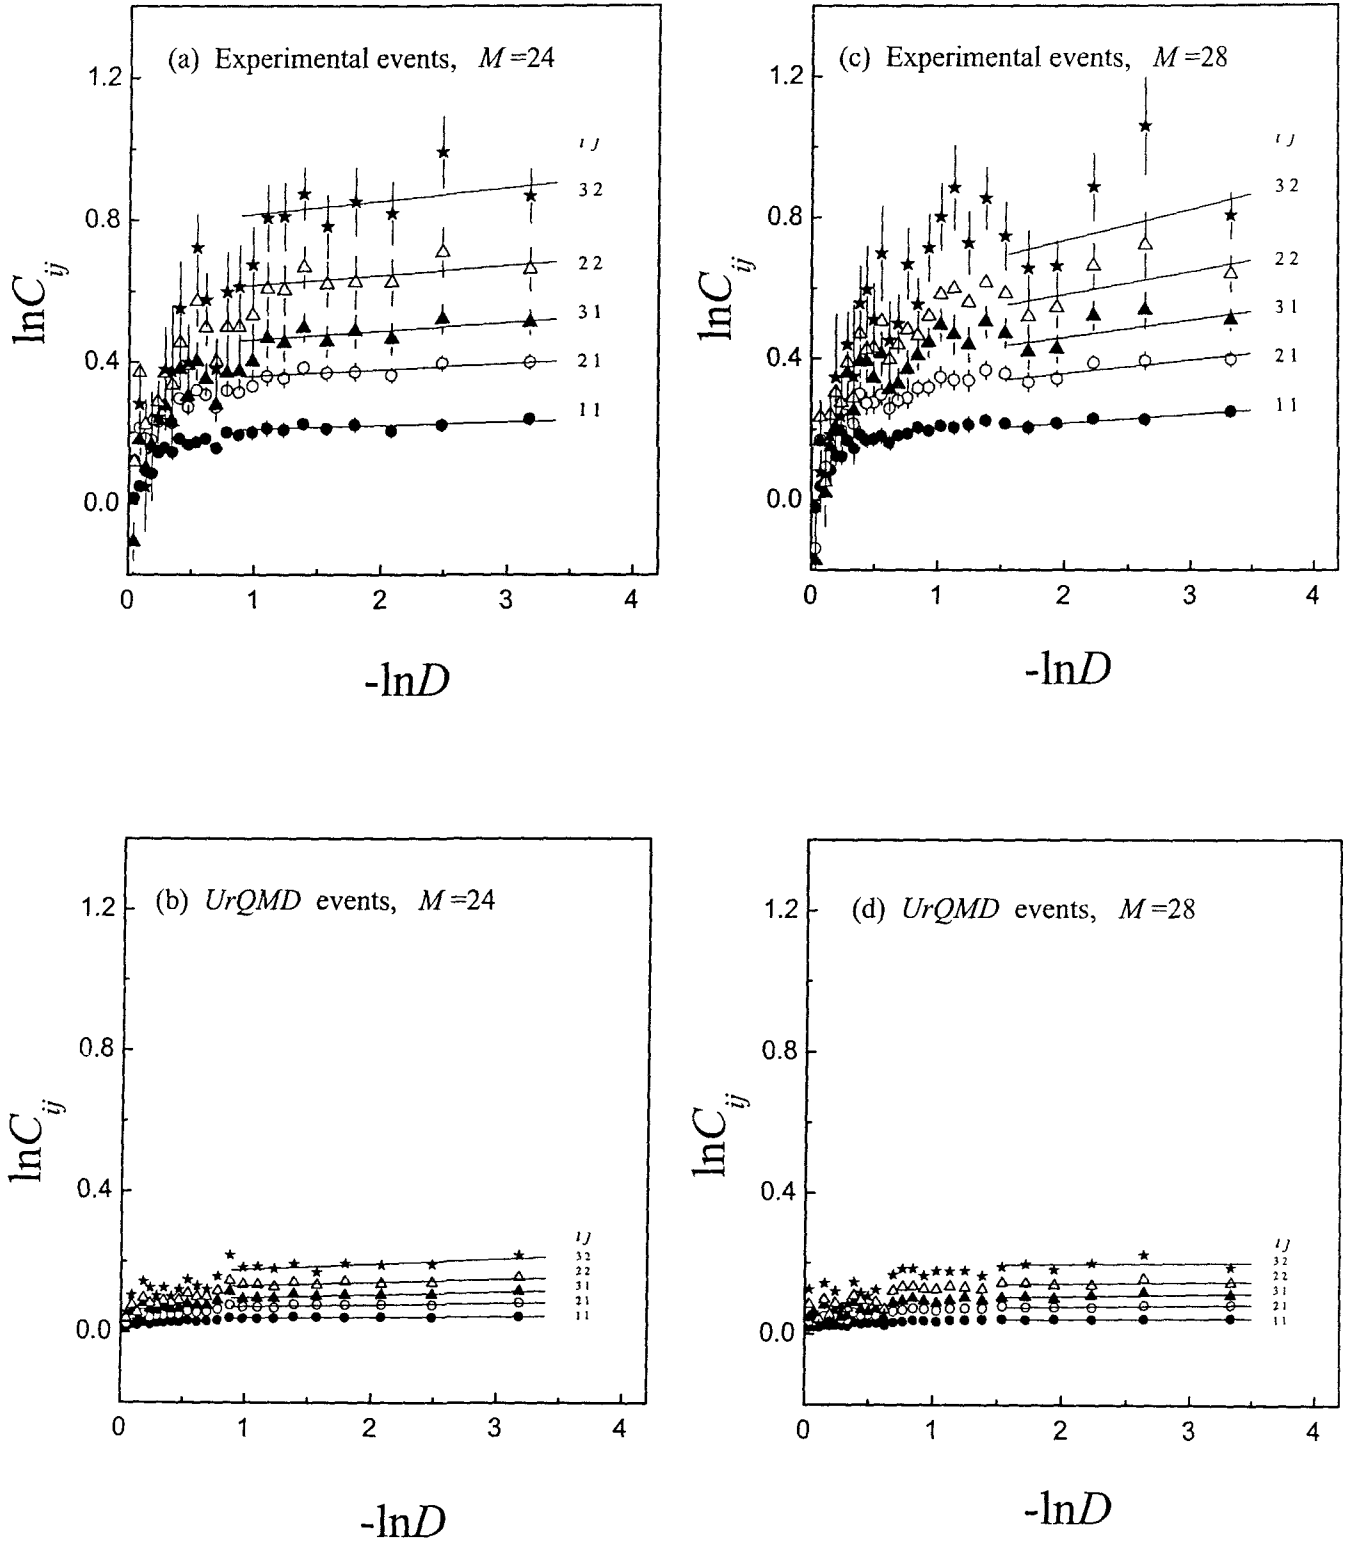 (a) Experimental events, M=24
lnC_ij
1.2
0.8
0.4
0.0
ij
32
22
31
21
11
0 1 2 3 4
-lnD
(c) Experimental events, M=28
lnC_ij
1.2
0.8
0.4
0.0
ij
32
22
31
21
11
0 1 2 3 4
-lnD
(b) UrQMD events, M=24
lnC_ij
1.2
0.8
0.4
0.0
ij
32
22
31
21
11
0 1 2 3 4
-lnD
(d) UrQMD events, M=28
lnC_ij
1.2
0.8
0.4
0.0
ij
32
22
31
21
11
0 1 2 3 4
-lnD